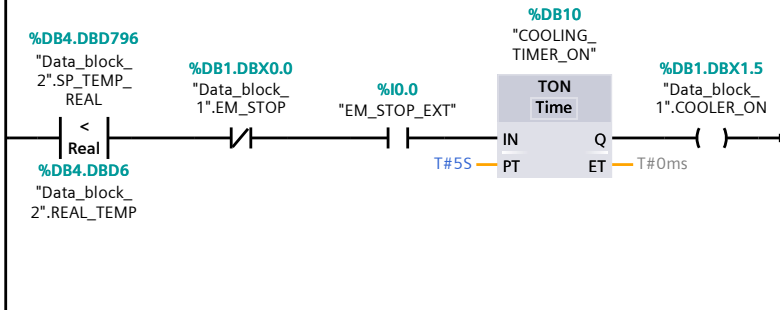 %DB4.DBD796
"Data_block_
2".SP_TEMP_
REAL
<
Real
%DB4.DBD6
"Data_block_
2".REAL_TEMP
%DB1.DBX0.0
"Data_block_
1".EM_STOP
%I0.0
"EM_STOP_EXT"
%DB10
"COOLING_
TIMER_ON"
TON
Time
IN Q
T#5S PT ET T#0ms
%DB1.DBX1.5
"Data_block_
1".COOLER_ON